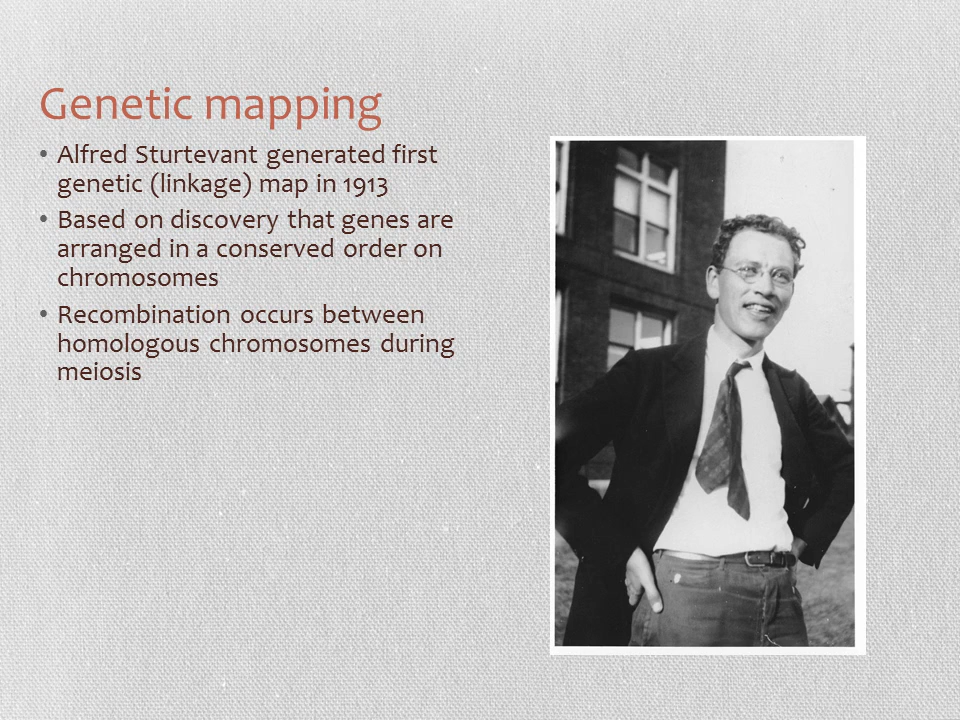 Genetic mapping
• Alfred Sturtevant generated first
genetic (linkage) map in 1913
• Based on discovery that genes are
arranged in a conserved order on
chromosomes
• Recombination occurs between
homologous chromosomes during
meiosis